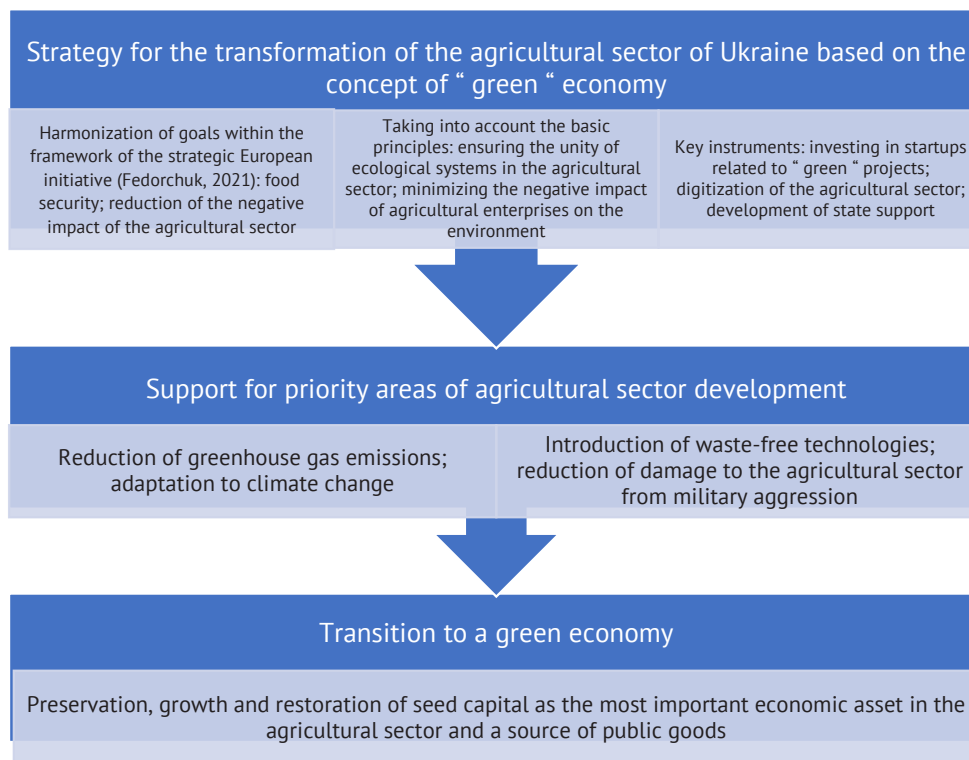 Strategy for the transformation of the agricultural sector of Ukraine based on the
concept of “ green “ economy
Harmonization of goals within the
framework of the strategic European
initiative (Fedorchuk, 2021): food
security; reduction of the negative
impact of the agricultural sector
Taking into account the basic
principles: ensuring the unity of
ecological systems in the agricultural
sector; minimizing the negative impact
of agricultural enterprises on the
environment
Key instruments: investing in startups
related to “ green “ projects;
digitization of the agricultural sector;
development of state support
Support for priority areas of agricultural sector development
Reduction of greenhouse gas emissions;
adaptation to climate change
Introduction of waste-free technologies;
reduction of damage to the agricultural sector
from military aggression
Transition to a green economy
Preservation, growth and restoration of seed capital as the most important economic asset in the
agricultural sector and a source of public goods